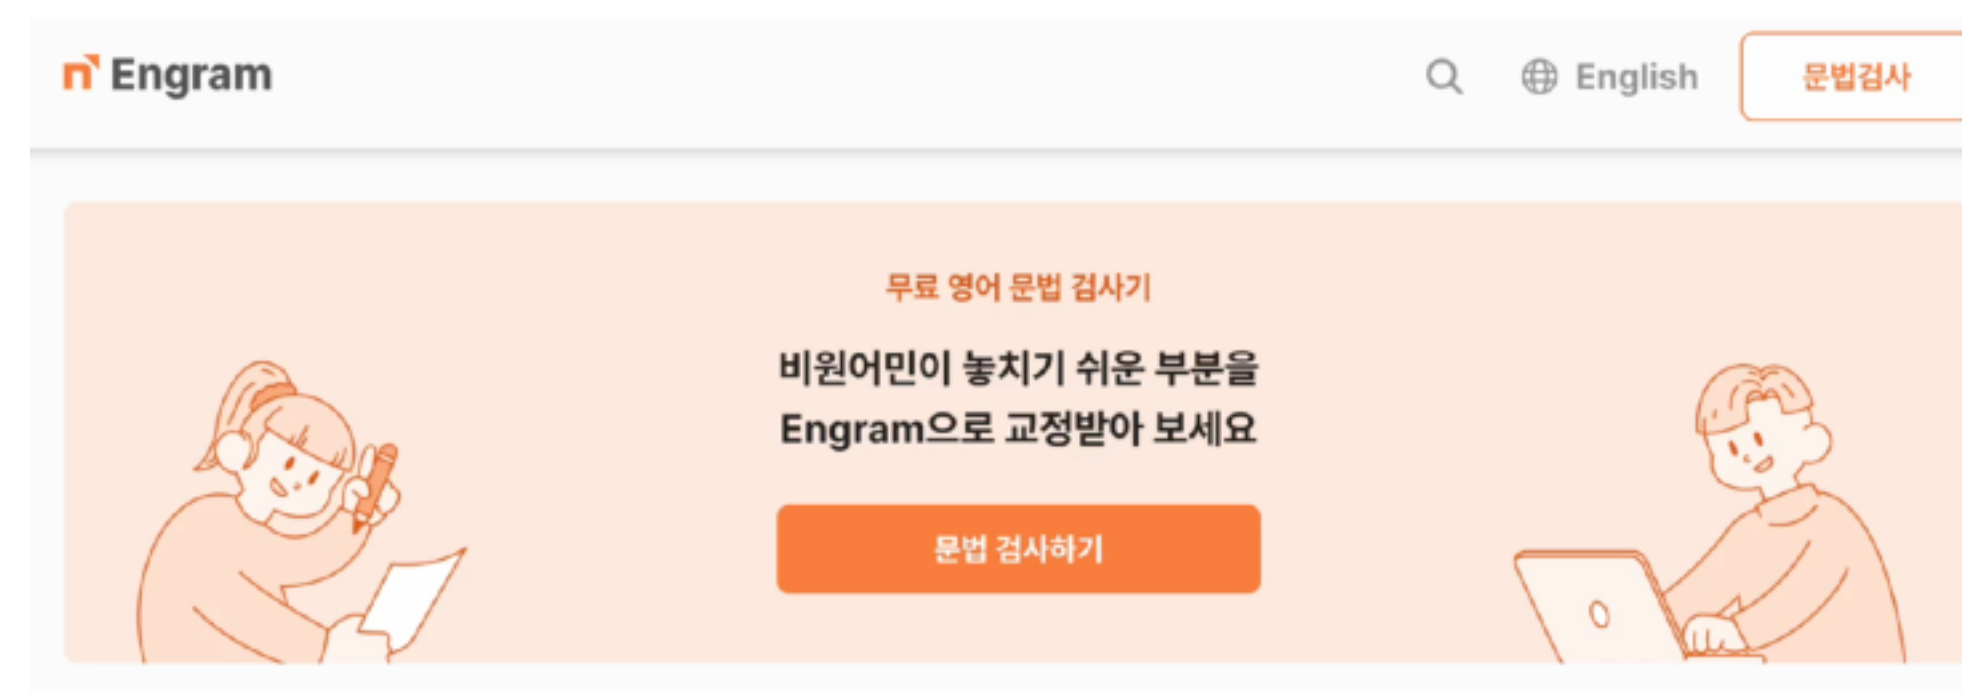 Engram
English
문법검사
무료 영어 문법 검사기
비원어민이 놓치기 쉬운 부분을
Engram으로 교정받아 보세요
문법 검사하기